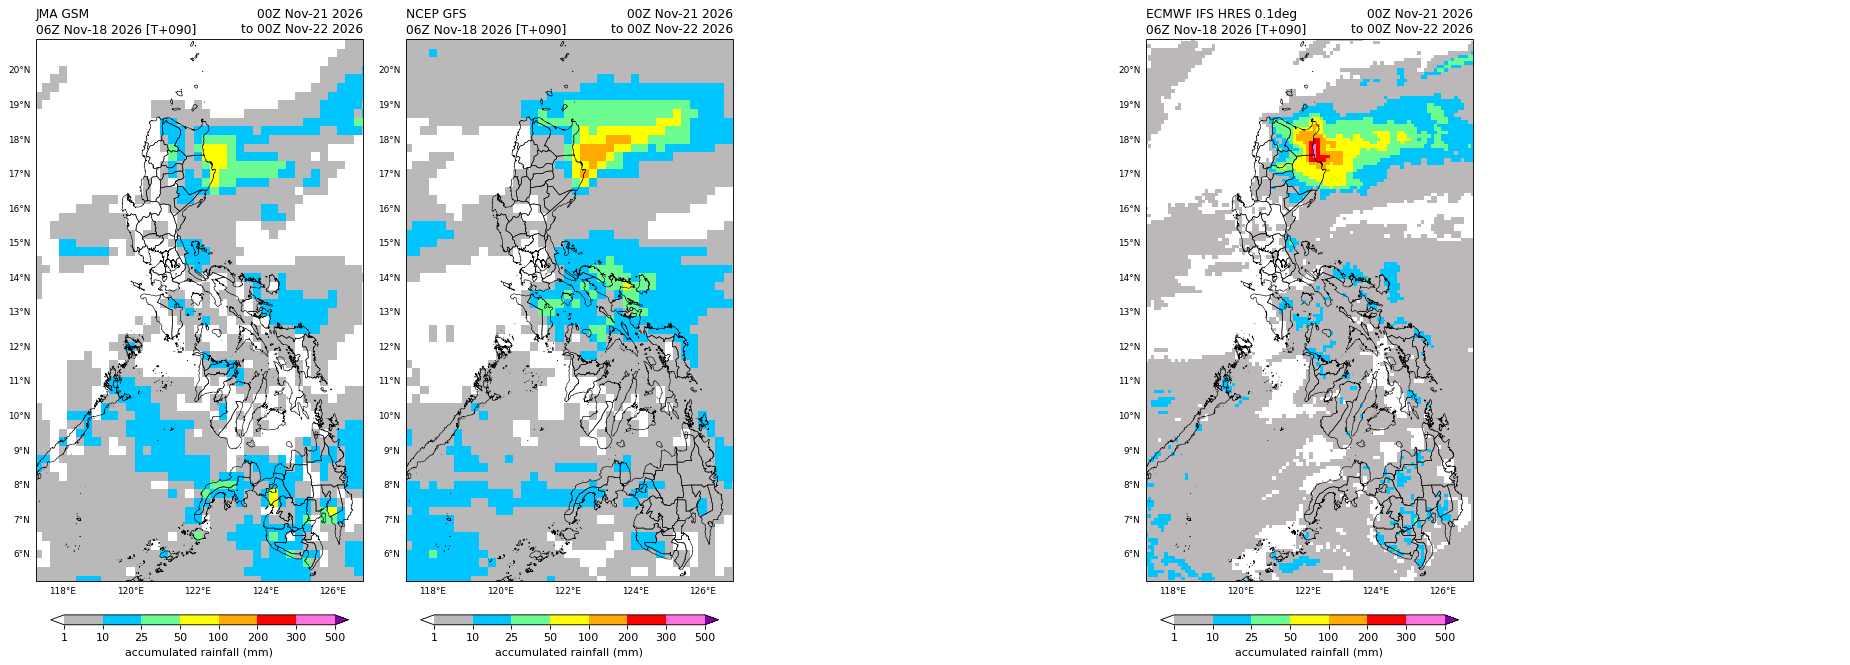 JMA GSM
06Z Nov-18 2026 [T+090]
00Z Nov-21 2026
to 00Z Nov-22 2026
20°N
19°N
18°N
17°N
16°N
15°N
14°N
13°N
12°N
11°N
10°N
9°N
8°N
7°N
6°N
118°E 120°E 122°E 124°E 126°E
1 10 25 50 100 200 300 500
accumulated rainfall (mm)
NCEP GFS
06Z Nov-18 2026 [T+090]
00Z Nov-21 2026
to 00Z Nov-22 2026
20°N
19°N
18°N
17°N
16°N
15°N
14°N
13°N
12°N
11°N
10°N
9°N
8°N
7°N
6°N
118°E 120°E 122°E 124°E 126°E
1 10 25 50 100 200 300 500
accumulated rainfall (mm)
ECMWF IFS HRES 0.1deg
06Z Nov-18 2026 [T+090]
00Z Nov-21 2026
to 00Z Nov-22 2026
20°N
19°N
18°N
17°N
16°N
15°N
14°N
13°N
12°N
11°N
10°N
9°N
8°N
7°N
6°N
118°E 120°E 122°E 124°E 126°E
1 10 25 50 100 200 300 500
accumulated rainfall (mm)